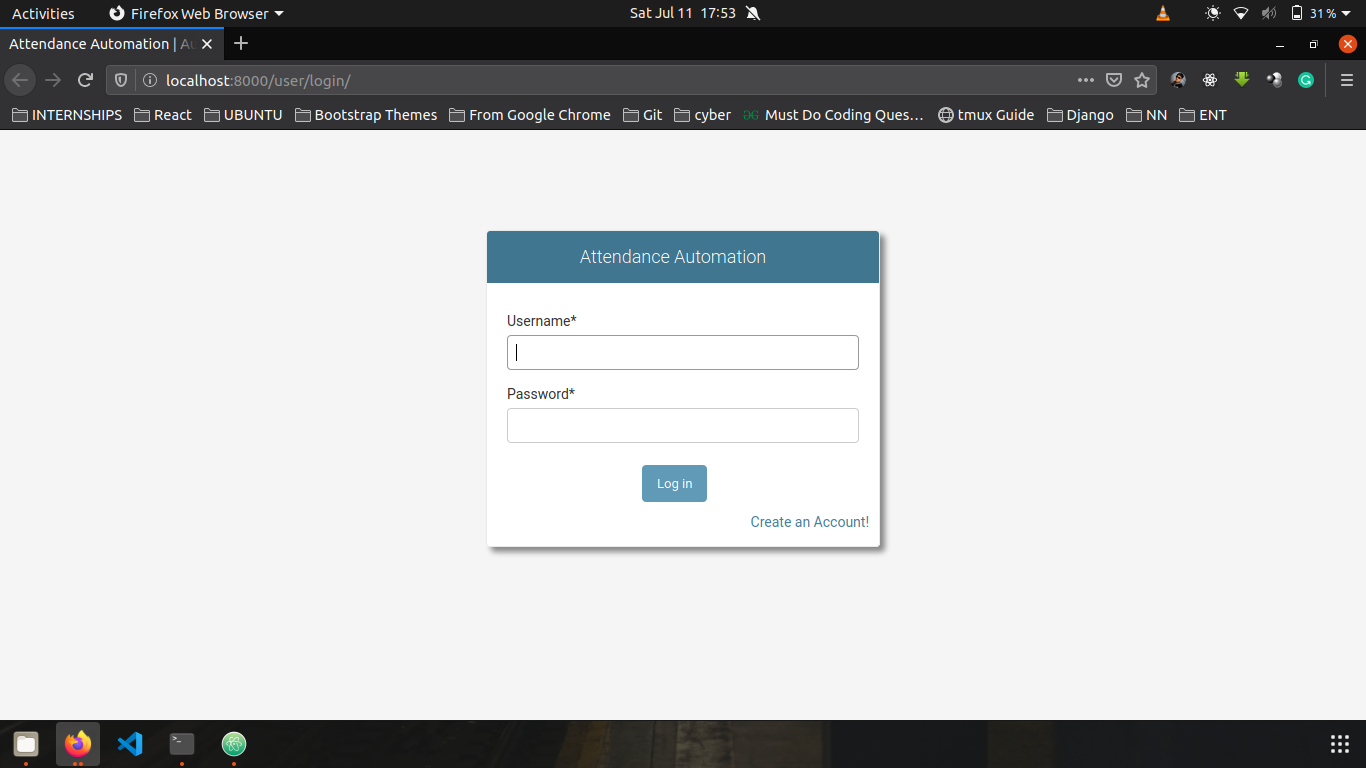 Activities Firefox Web Browser Sat Jul 11 17:53 31%
Attendance Automation | Au
localhost:8000/user/login/
INTERNSHIPS React UBUNTU Bootstrap Themes From Google Chrome Git cyber Must Do Coding Ques… tmux Guide Django NN ENT
Attendance Automation
Username*
Password*
Log in
Create an Account!